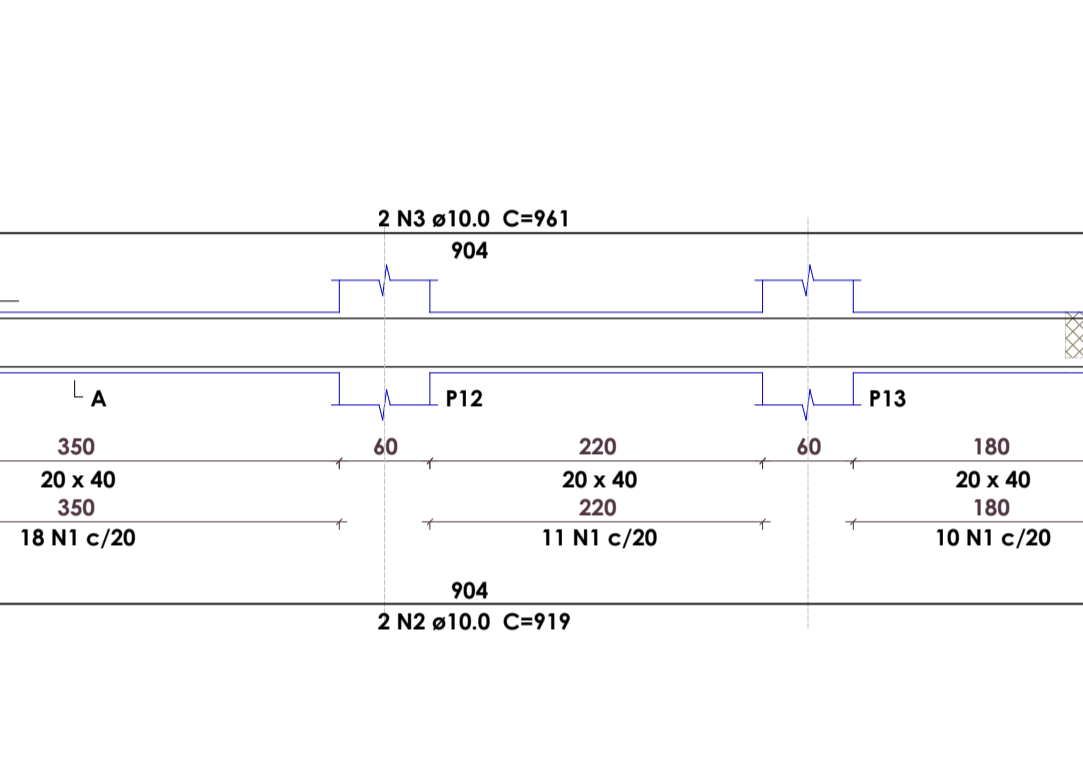 2 N3 ø10.0 C=961
904
A
P12
P13
350 60 220 60 180
20 x 40 20 x 40 20 x 40
350 220 180
18 N1 c/20 11 N1 c/20 10 N1 c/20
904
2 N2 ø10.0 C=919